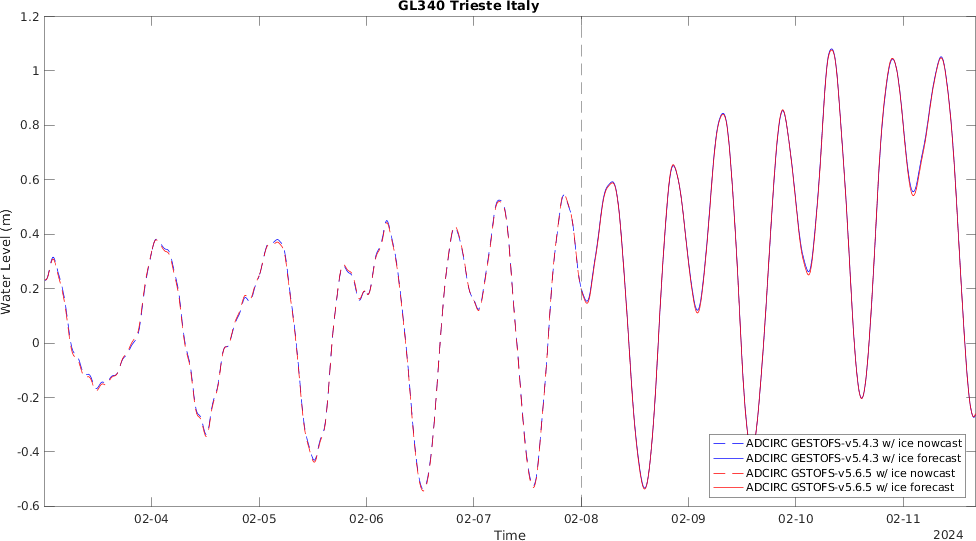 GL340 Trieste Italy
1.2
1
0.8
0.6
0.4
0.2
0
-0.2
-0.4
-0.6
Water Level (m)
02-04
02-05
02-06
02-07
02-08
02-09
02-10
02-11
Time
2024
ADCIRC GESTOFS-v5.4.3 w/ ice nowcast
ADCIRC GESTOFS-v5.4.3 w/ ice forecast
ADCIRC GSTOFS-v5.6.5 w/ ice nowcast
ADCIRC GSTOFS-v5.6.5 w/ ice forecast